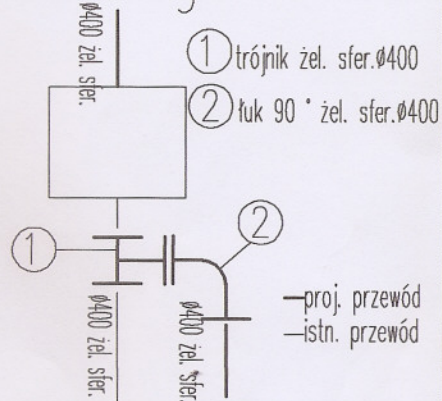 ø400 żel. sfer.
1 trójnik żel. sfer.ø400
2 łuk 90 ° żel. sfer.ø400
1
2
ø400 żel. sfer.
ø400 żel. sfer.
proj. przewód
istn. przewód